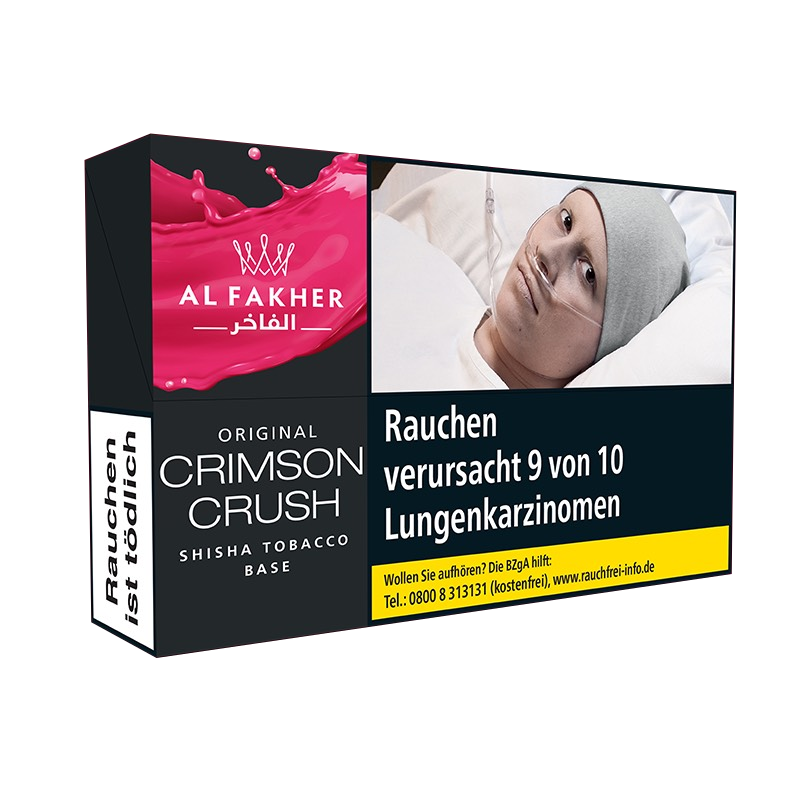 AL FAKHER
الفاخر
ORIGINAL
CRIMSON
CRUSH
SHISHA TOBACCO
BASE
Rauchen
ist tödlich
Rauchen
verursacht 9 von 10
Lungenkarzinomen
Wollen Sie aufhören? Die BZgA hilft:
Tel.: 0800 8 313131 (kostenfrei), www.rauchfrei-info.de